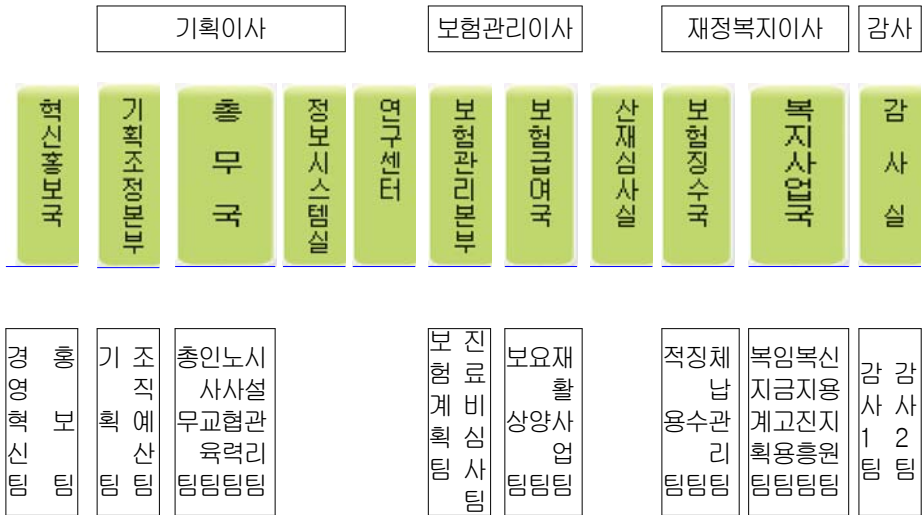 기획이사
보험관리이사
재정복지이사
감사
혁신홍보국
기획조정본부
총무국
정보시스템실
연구센터
보험관리본부
보험급여국
산재심사실
보험징수국
복지사업국
감사실
경영혁신팀
홍보팀
기획팀
조직예산팀
총무팀
인사교육팀
노사협력팀
시설관리팀
보험계획팀
진료비심사팀
보상팀
요양팀
재활사업팀
적용팀
징수팀
체납관리팀
복지계획팀
임금고용팀
복지진흥팀
신용지원팀
감사1팀
감사2팀